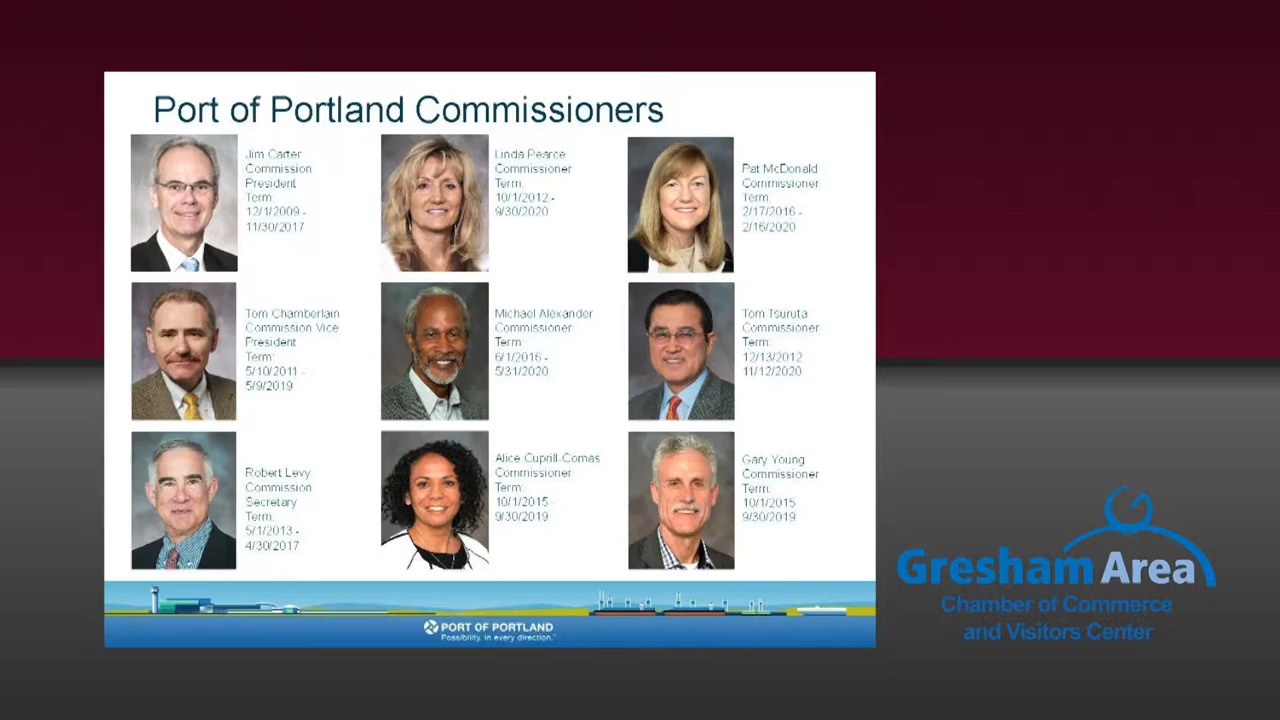 Port of Portland Commissioners
Jim Carter
Commission
President
Term:
12/1/2009 -
11/30/2017
Linda Pearce
Commissioner
Term:
10/1/2012 -
9/30/2020
Pat McDonald
Commissioner
Term:
2/17/2016 -
2/16/2020
Tom Chamberlain
Commission Vice
President
Term:
5/10/2011 -
5/9/2019
Michael Alexander
Commissioner
Term:
6/1/2016 -
5/31/2020
Tom Tsuruta
Commissioner
Term:
12/13/2012
11/12/2020
Robert Levy
Commission
Secretary
Term:
5/1/2013 -
4/30/2017
Alice Cuprill-Comas
Commissioner
Term:
10/1/2015 -
9/30/2019
Gary Young
Commissioner
Term:
10/1/2015
9/30/2019
PORT OF PORTLAND
Possibility. In every direction.™
G
Gresham Area
Chamber of Commerce
and Visitors Center